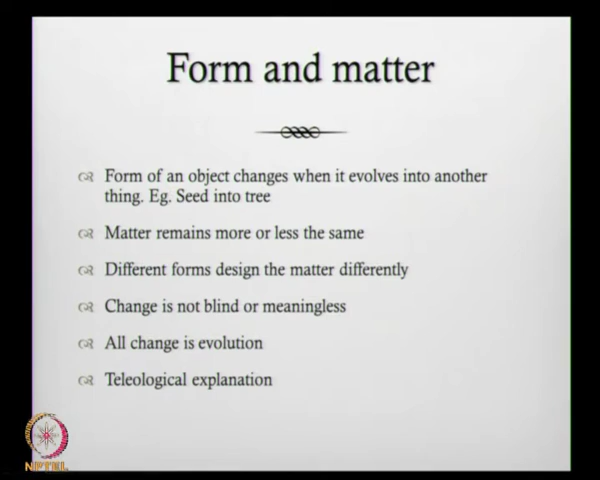 Form and matter
Form of an object changes when it evolves into another
thing. Eg. Seed into tree
Matter remains more or less the same
Different forms design the matter differently
Change is not blind or meaningless
All change is evolution
Teleological explanation
NPTEL